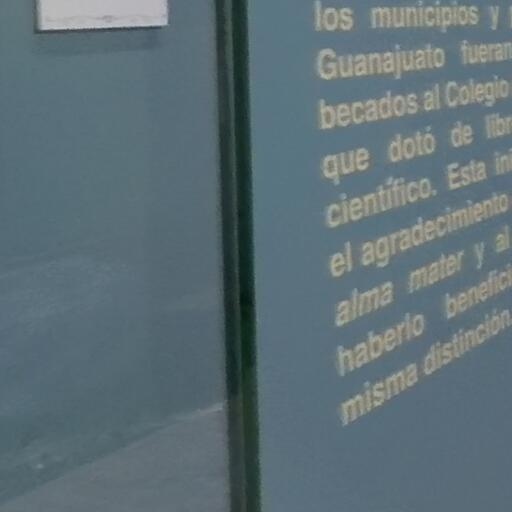 los municipios y
Guanajuato fueran
becados al Colegio
que dotó de
científico. Esta
el agradecimiento
alma mater y al
haberlo
misma distinción.